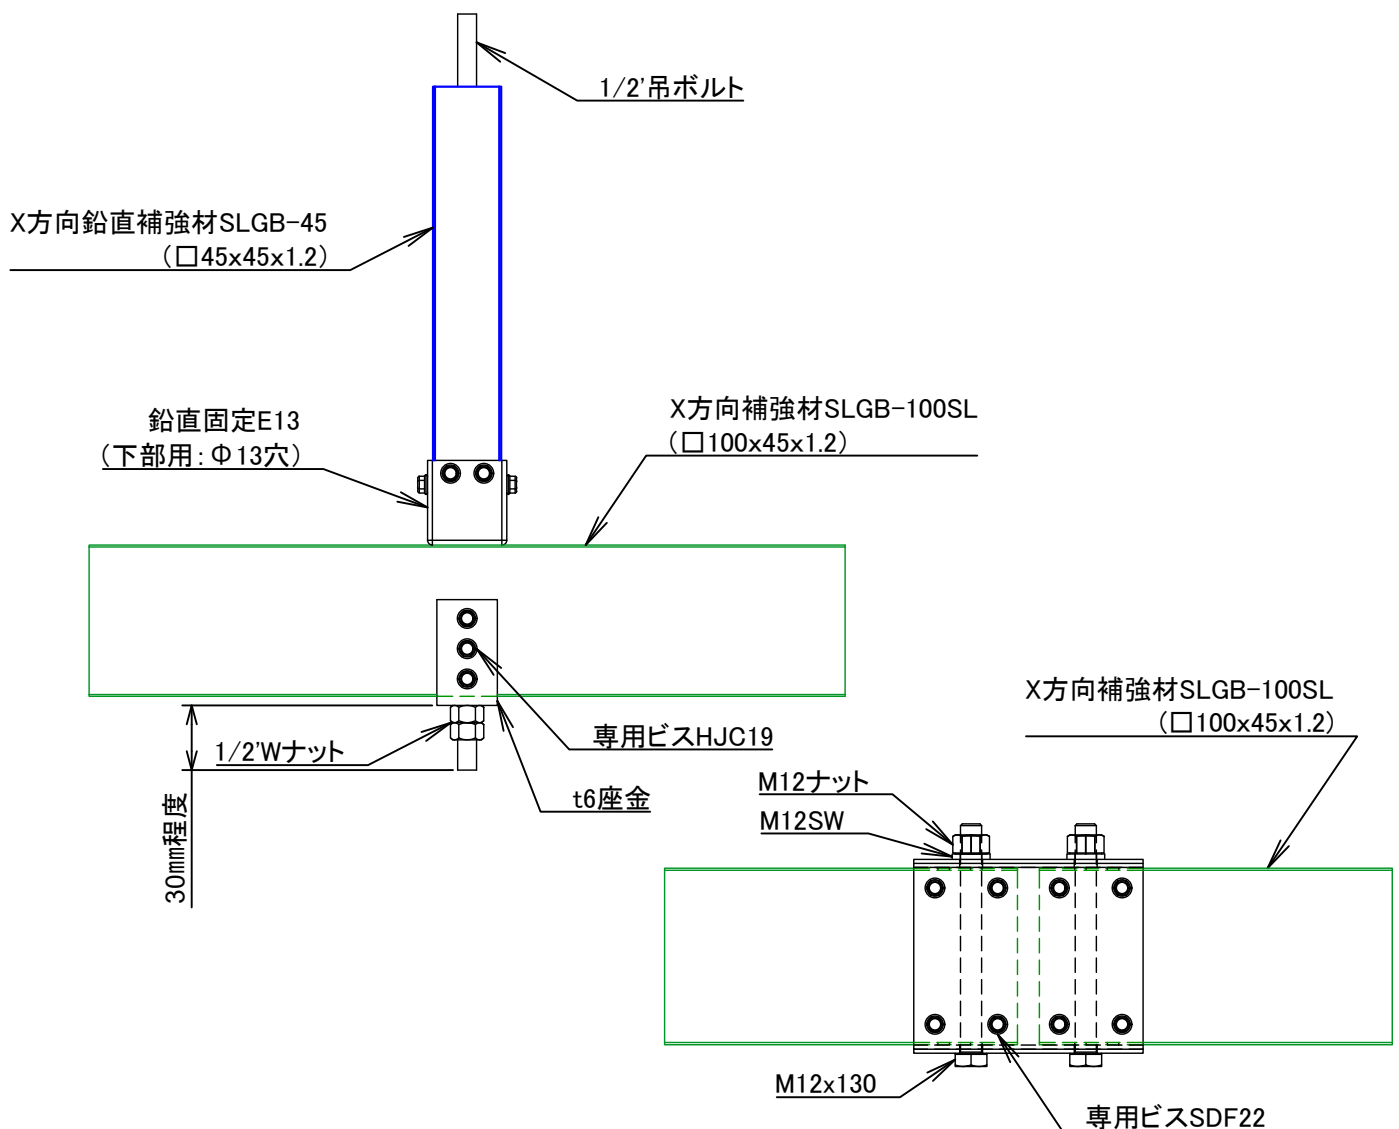 1/2'吊ボルト
X方向鉛直補強材SLGB-45
(□45x45x1.2)
鉛直固定E13
(下部用:Φ13穴)
X方向補強材SLGB-100SL
(□100x45x1.2)
1/2'Wナット
専用ビスHJC19
t6座金
30mm程度
X方向補強材SLGB-100SL
(□100x45x1.2)
M12ナット
M12SW
M12x130
専用ビスSDF22